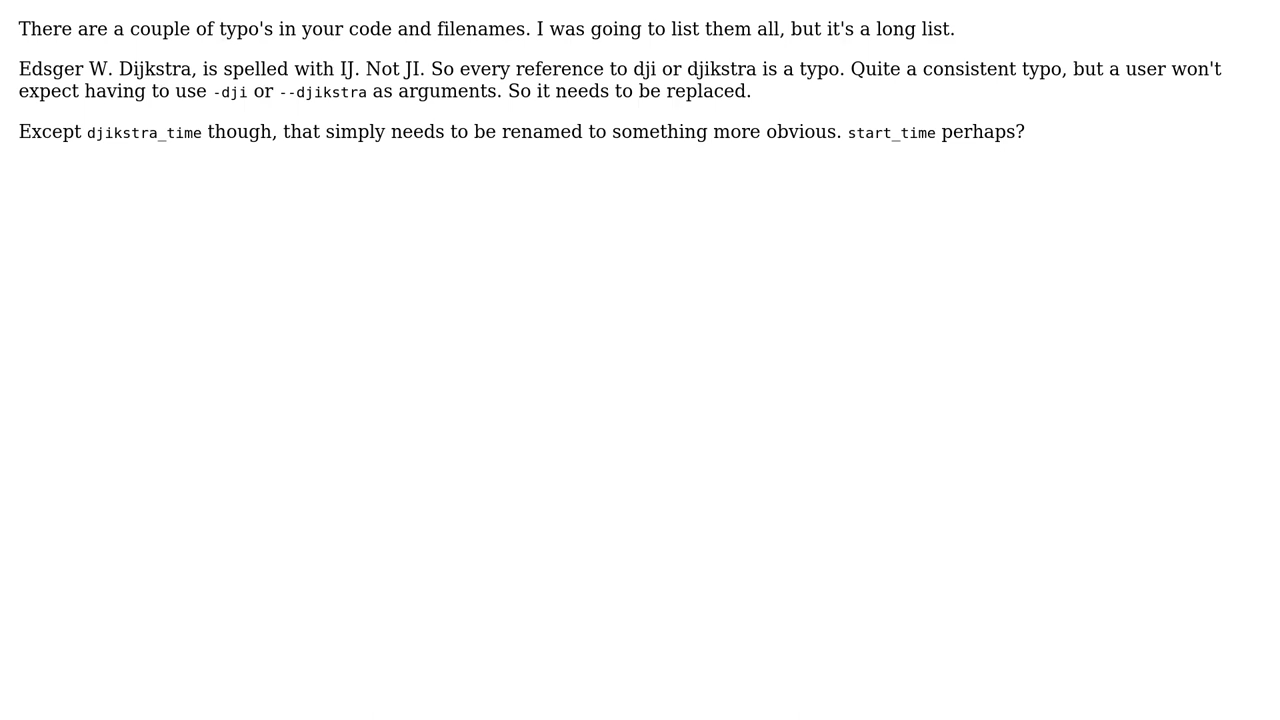 There are a couple of typo's in your code and filenames. I was going to list them all, but it's a long list.
Edsger W. Dijkstra, is spelled with IJ. Not JI. So every reference to dji or djikstra is a typo. Quite a consistent typo, but a user won't
expect having to use -dji or --djikstra as arguments. So it needs to be replaced.
Except djikstra_time though, that simply needs to be renamed to something more obvious. start_time perhaps?